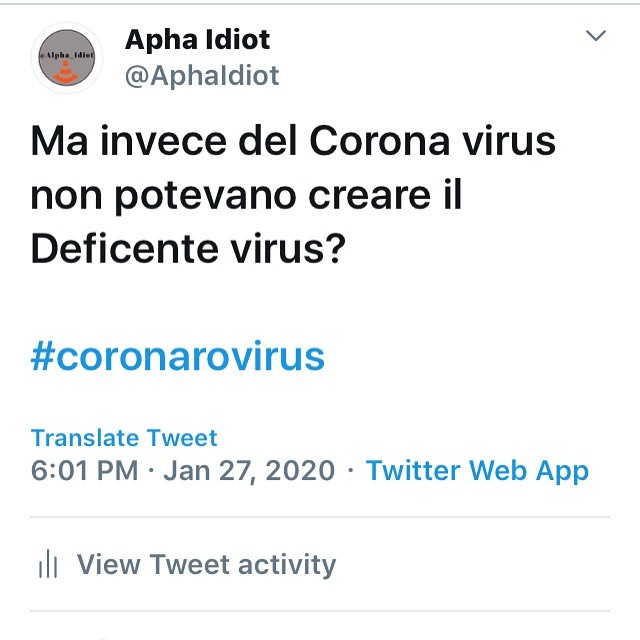 @Alpha_Idiot
Apha Idiot
@AphaIdiot
Ma invece del Corona virus
non potevano creare il
Deficente virus?
#coronarovirus
Translate Tweet
6:01 PM · Jan 27, 2020 · Twitter Web App
View Tweet activity